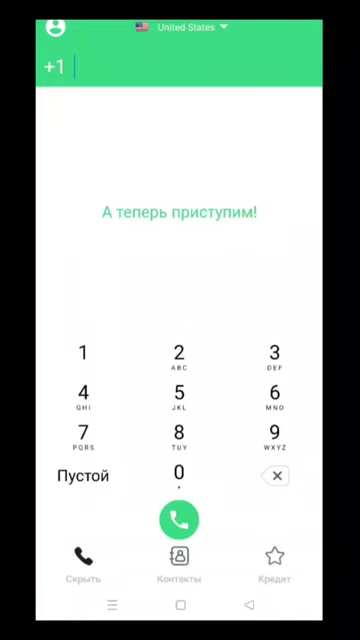 United States
+1
А теперь приступим!
1 2 3
ABC DEF
4 5 6
GHI JKL MNO
7 8 9
PQRS TUY WXYZ
Пустой 0
+
Скрыть Контакты Кредит